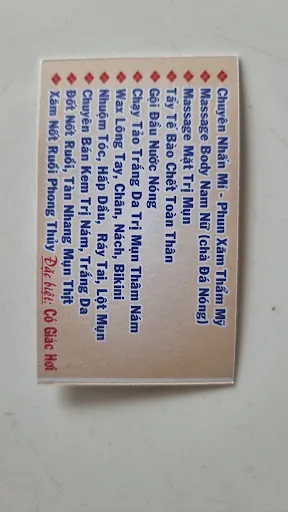 Chuyên Nhấn Mí - Phun Xăm Thẩm Mỹ
Massage Body Nam Nữ (chà Đá Nóng)
Massage Mặt Trị Mụn
Tẩy Tế Bào Chết Toàn Thân
Gội Đầu Nước Nóng
Chạy Tảo Trắng Da Trị Mụn Thâm Nám
Wax Lông Tay, Chân, Nách, Bikini
Nhuộm Tóc, Hấp Dầu, Ráy Tai, Lột Mụn
Chuyên Bán Kem Trị Nám, Trắng Da
Đốt Nốt Ruồi, Tàn Nhang Mụn Thịt
Xăm Nốt Ruồi Phong Thủy Đặc biệt: Có Giác Hơi